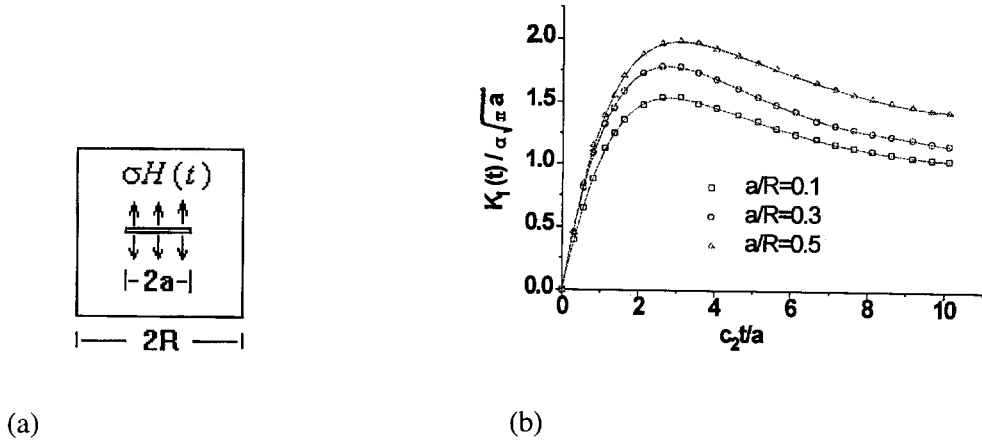 σH(t)
|-2a-|
|— 2R —|
(a)
K_I(t)/α√πa
2.0
1.5
1.0
0.5
0.0
0 2 4 6 8 10
c₂t/a
a/R=0.1
a/R=0.3
a/R=0.5
(b)